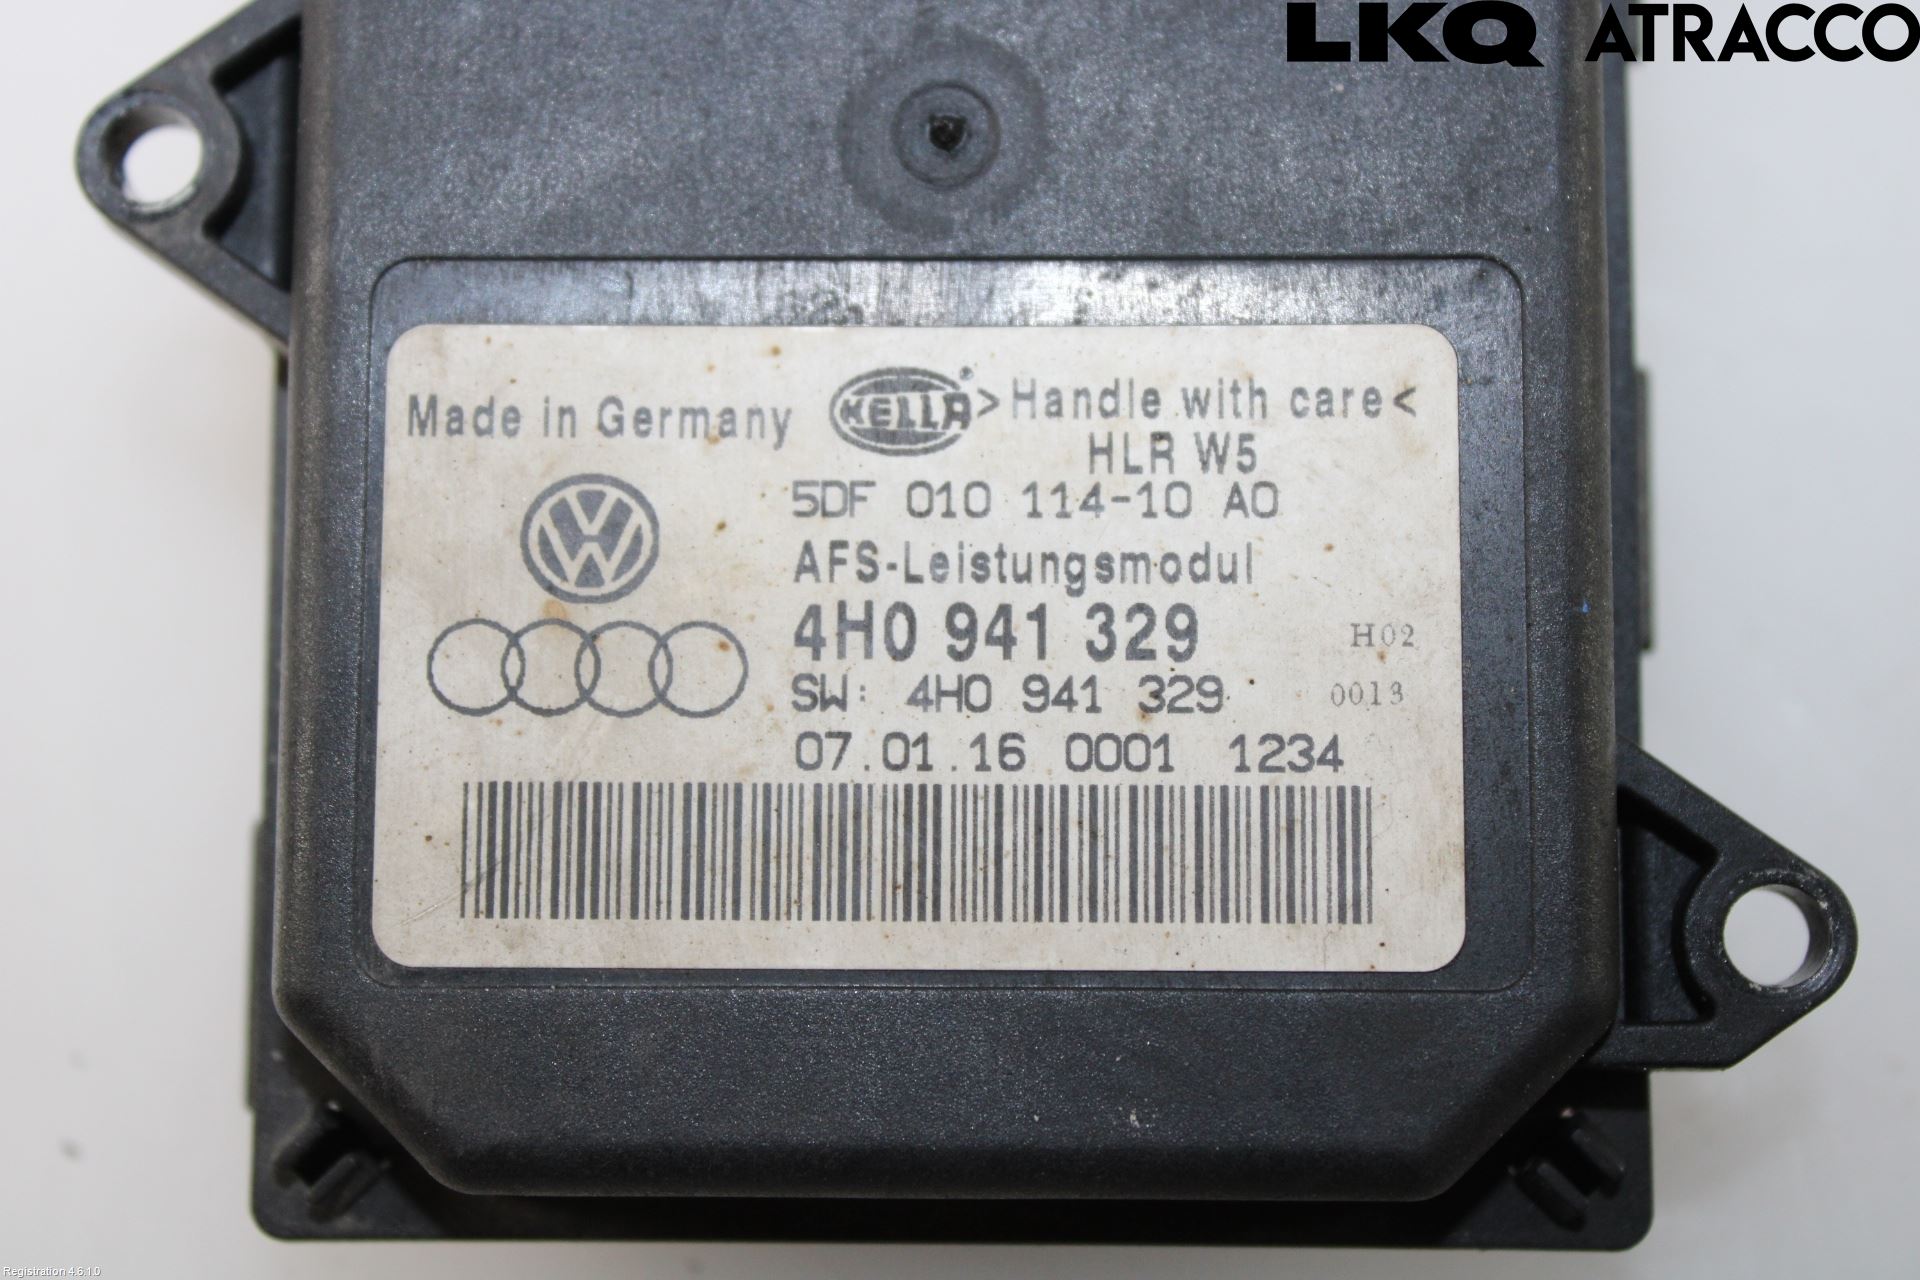 LKQ ATRACCO
Made in Germany
HELLA
>Handle with care<
HLR W5
5DF 010 114-10 A0
AFS-Leistungsmodul
4H0 941 329
H02
SW: 4H0 941 329
0013
07.01.16 0001 1234
Registration 4.6.1.0